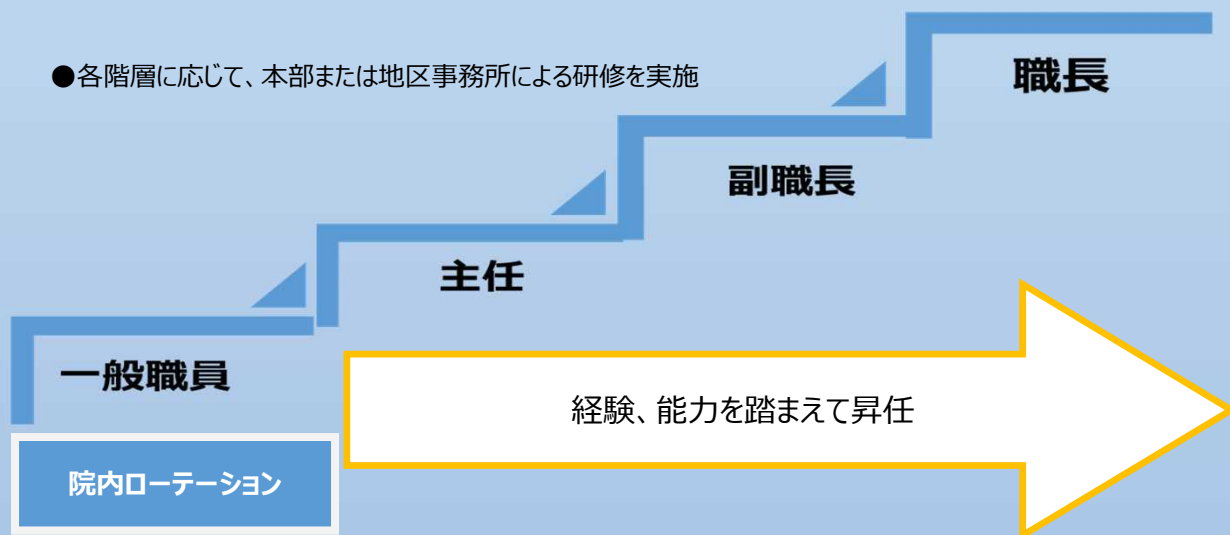 ●各階層に応じて、本部または地区事務所による研修を実施
職長
副職長
主任
一般職員
経験、能力を踏まえて昇任
院内ローテーション